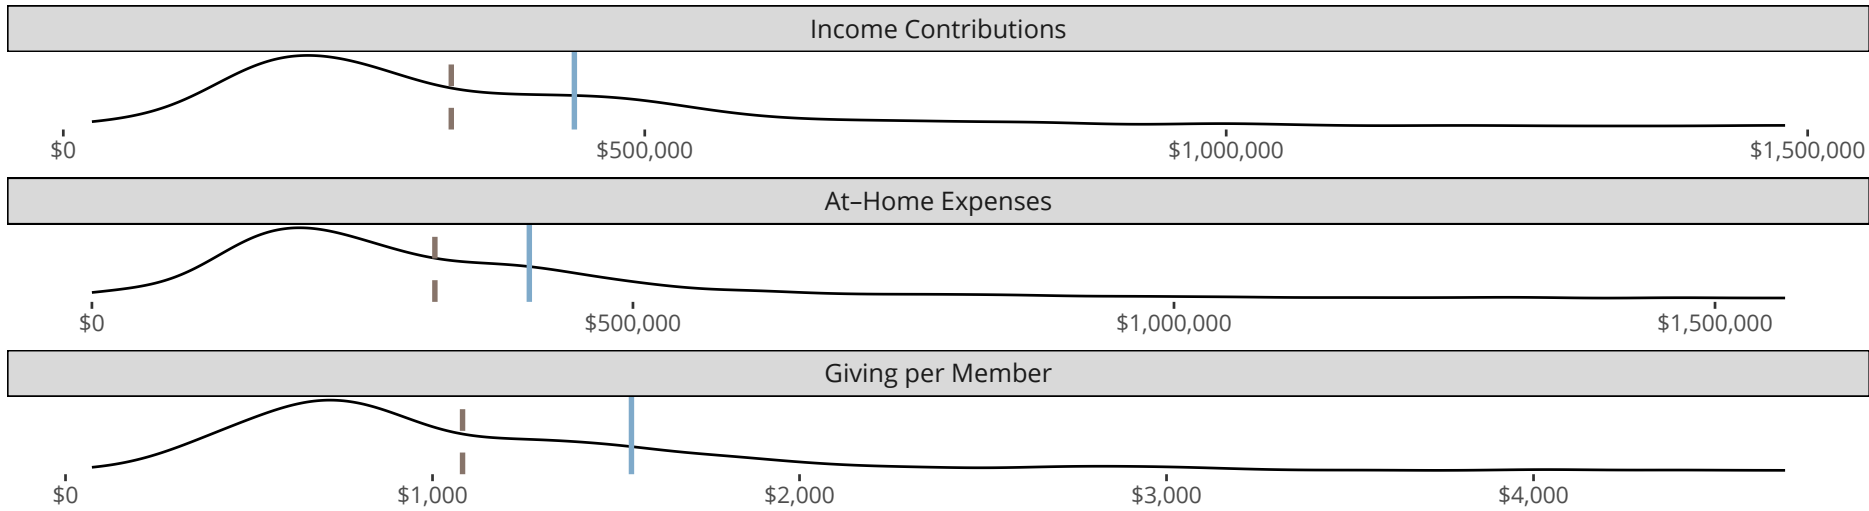 Income Contributions
$0 $500,000 $1,000,000 $1,500,000
At–Home Expenses
$0 $500,000 $1,000,000 $1,500,000
Giving per Member
$0 $1,000 $2,000 $3,000 $4,000